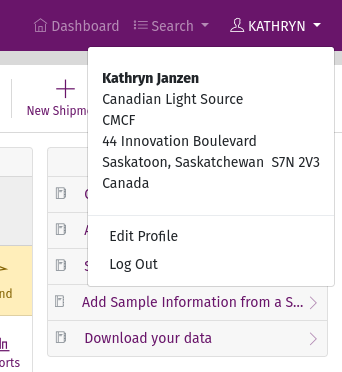 Dashboard Search KATHRYN
Kathryn Janzen
Canadian Light Source
CMCF
44 Innovation Boulevard
Saskatoon, Saskatchewan S7N 2V3
Canada
Edit Profile
Log Out
New Shipm
nd
orts
Add Sample Information from a S...
Download your data